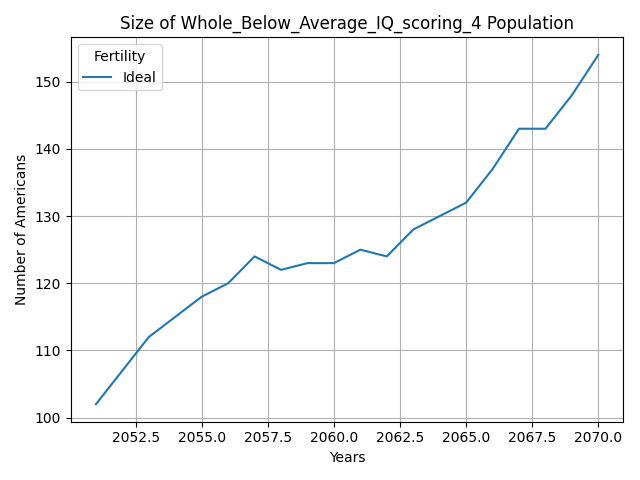 Size of Whole_Below_Average_IQ_scoring_4 Population
Fertility
Ideal
Number of Americans
150
140
130
120
110
100
2052.5 2055.0 2057.5 2060.0 2062.5 2065.0 2067.5 2070.0
Years